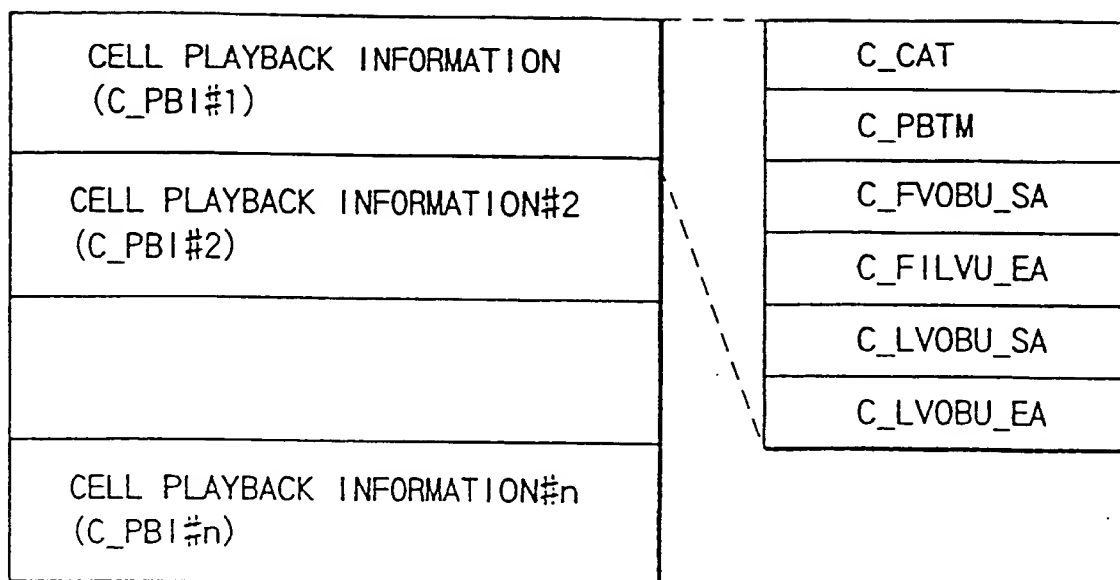 CELL PLAYBACK INFORMATION
(C_PBI#1)
CELL PLAYBACK INFORMATION#2
(C_PBI#2)
CELL PLAYBACK INFORMATION#n
(C_PBI#n)
C_CAT
C_PBTM
C_FVOBU_SA
C_FILVU_EA
C_LVOBU_SA
C_LVOBU_EA